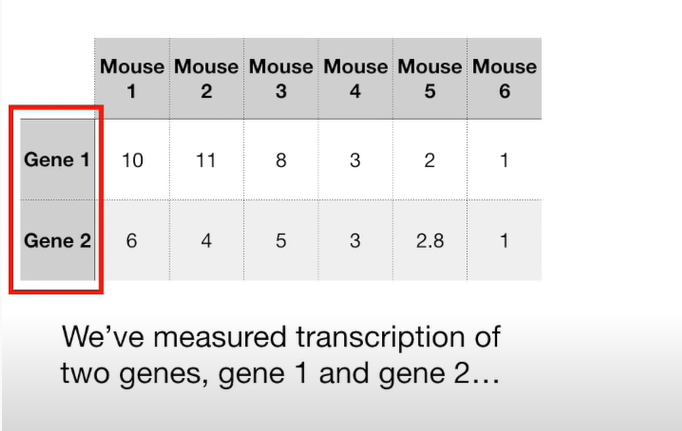 Mouse 1 Mouse 2 Mouse 3 Mouse 4 Mouse 5 Mouse 6
Gene 1 10 11 8 3 2 1
Gene 2 6 4 5 3 2.8 1
We've measured transcription of
two genes, gene 1 and gene 2...